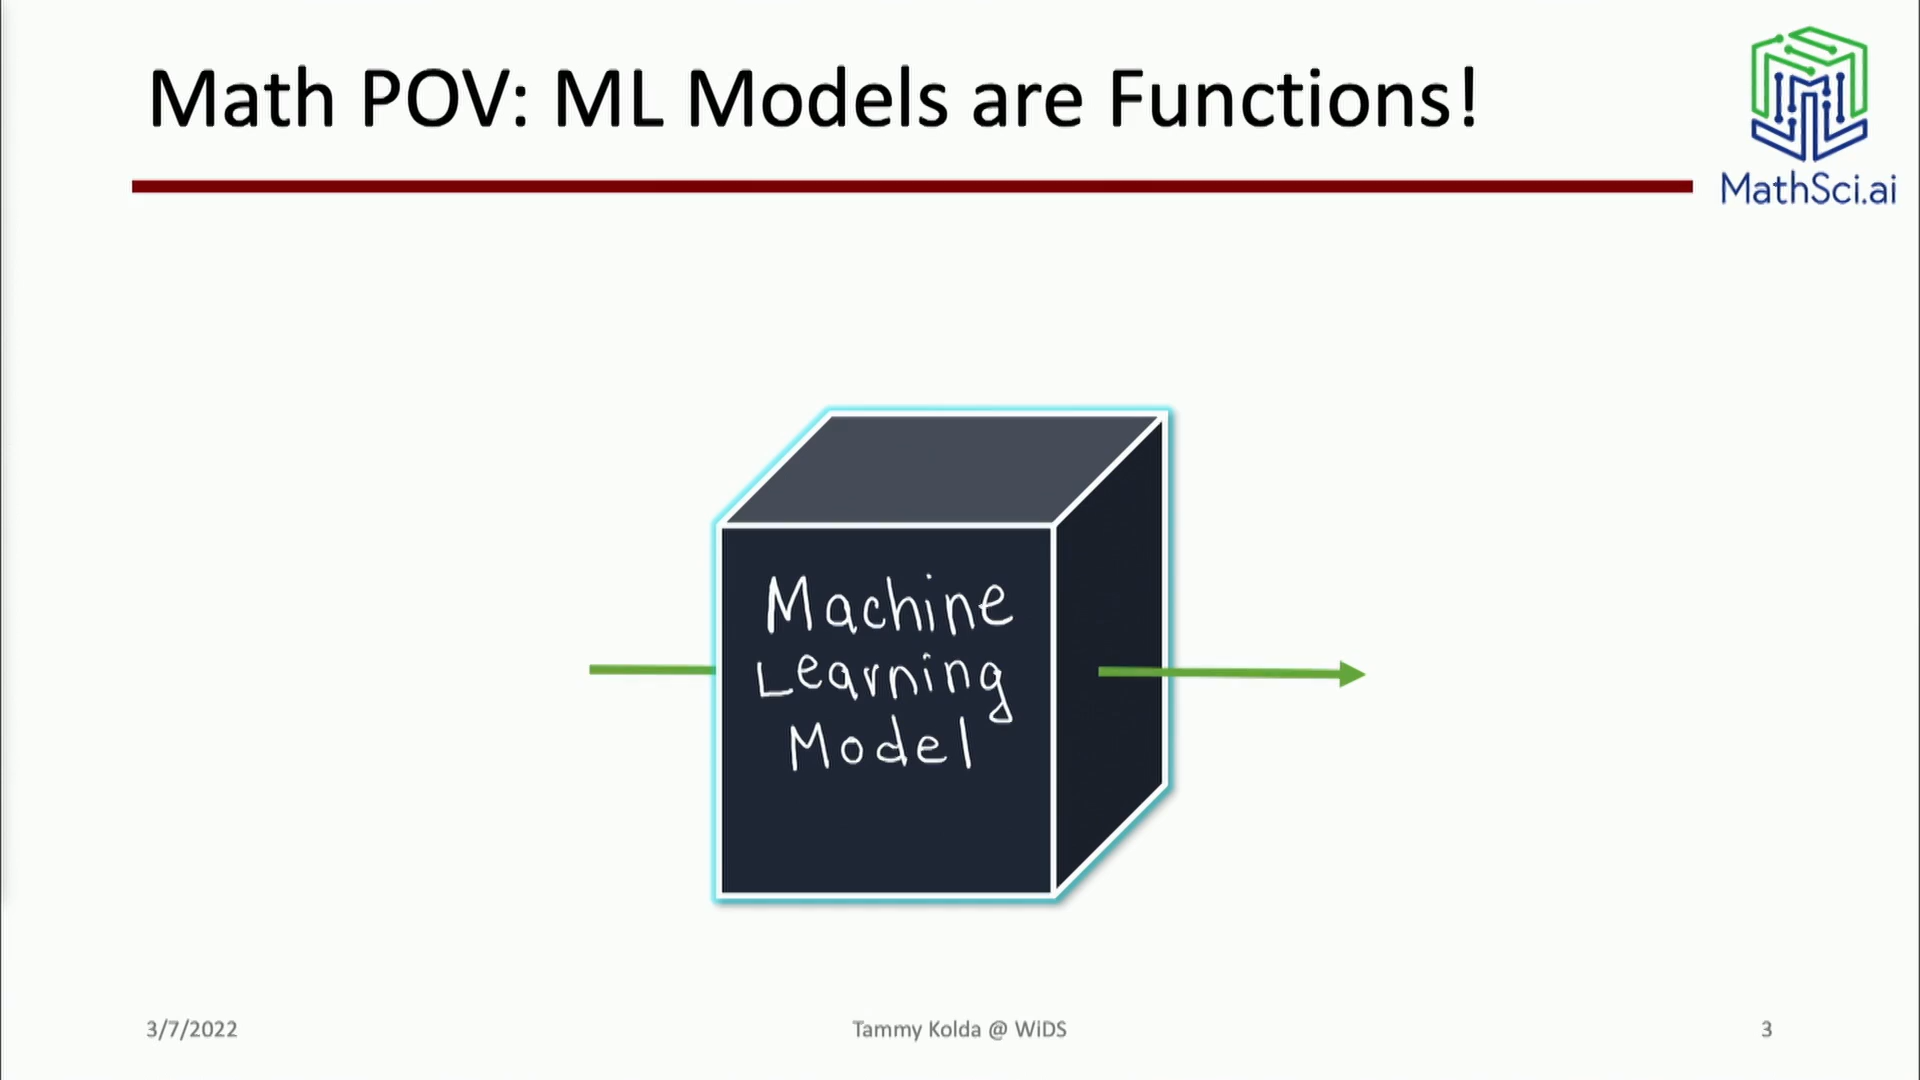 Math POV: ML Models are Functions!
MathSci.ai
Machine
Learning
Model
3/7/2022
Tammy Kolda @ WiDS
3